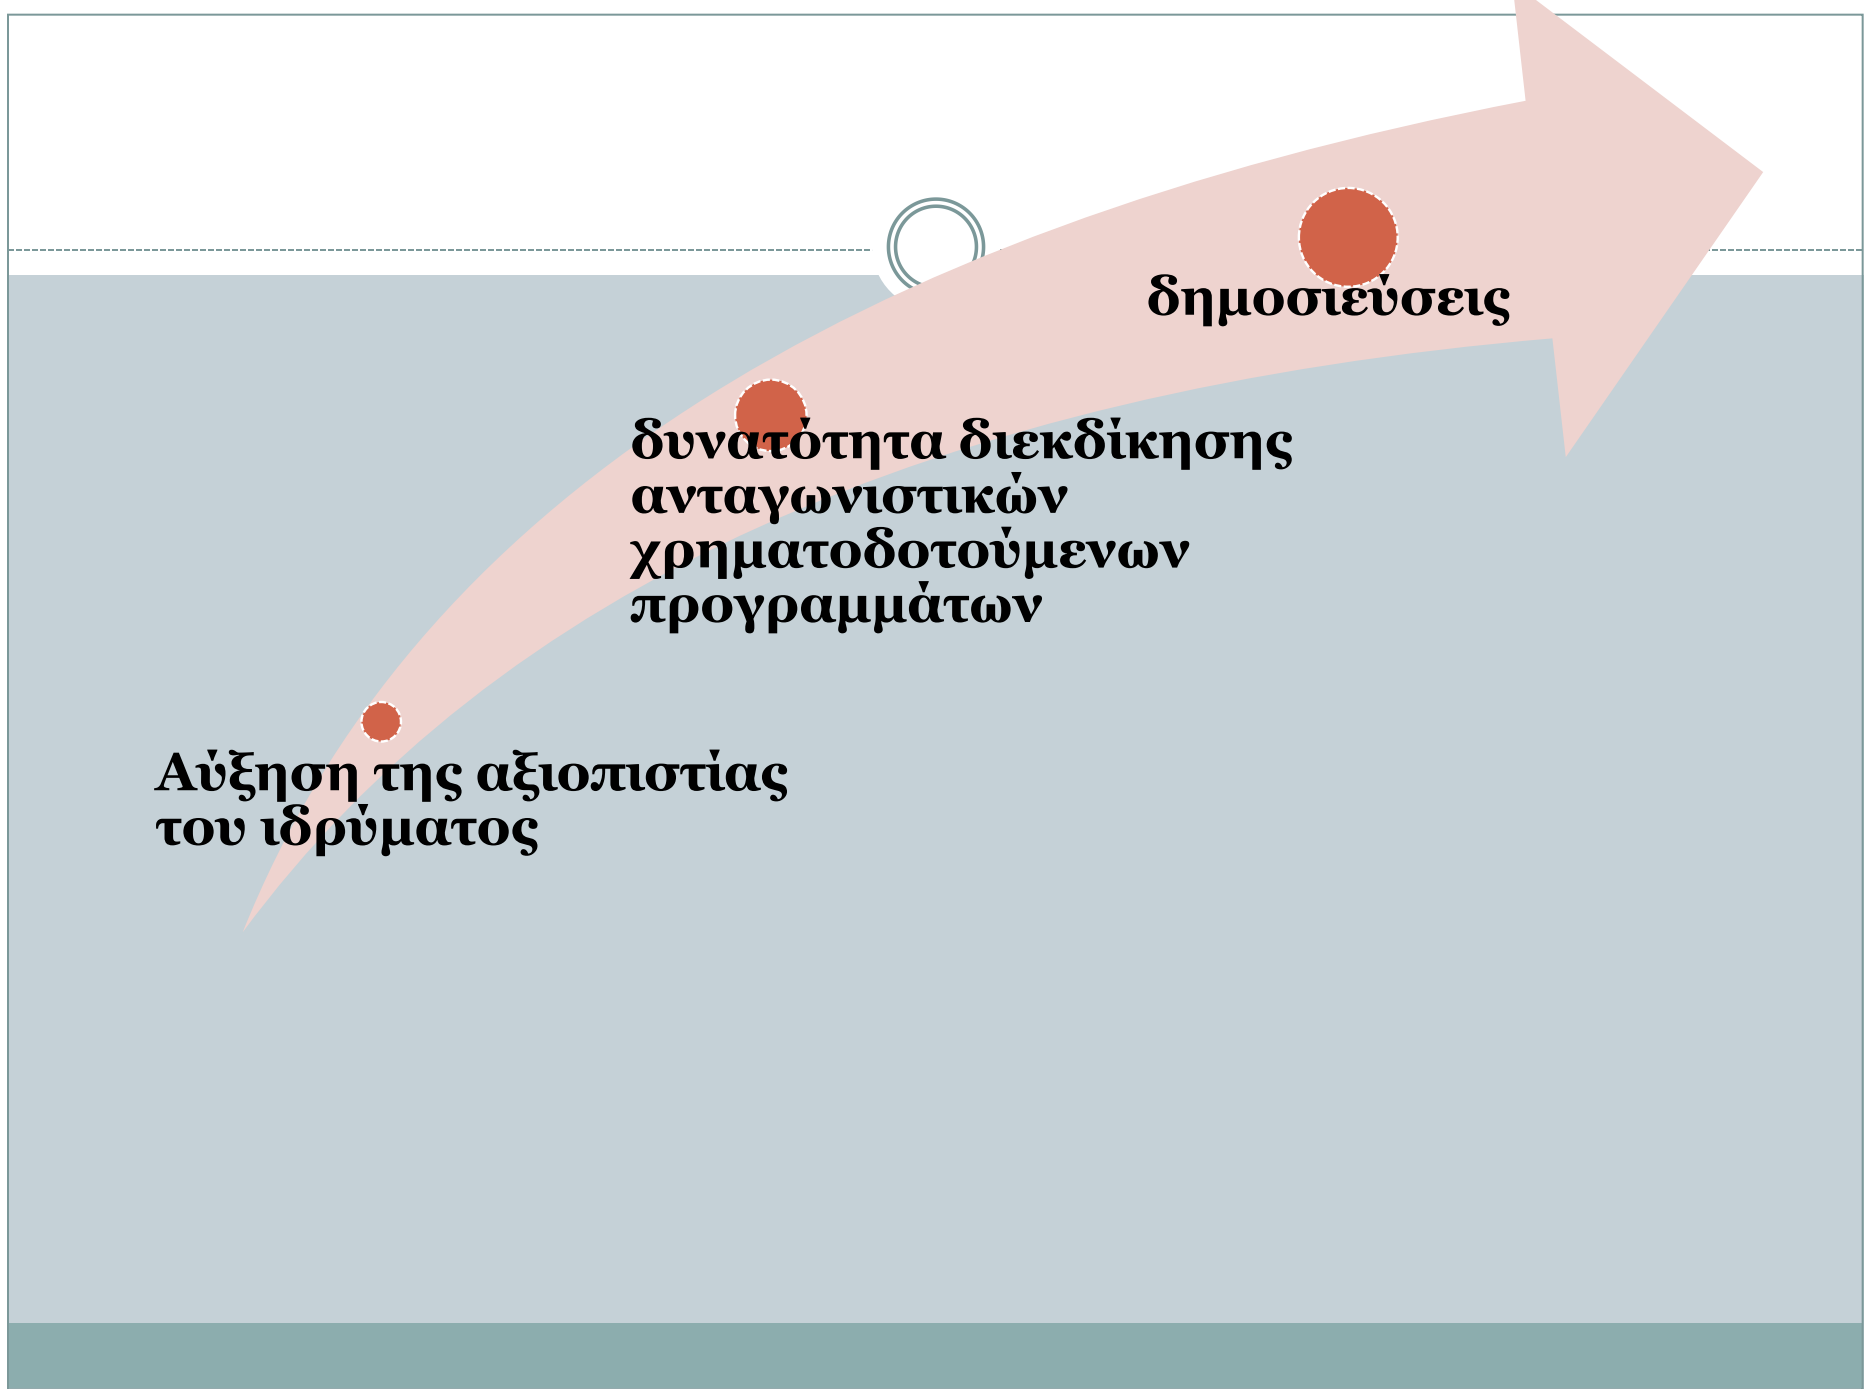 δημοσιεύσεις
δυνατότητα διεκδίκησης
ανταγωνιστικών
χρηματοδοτούμενων
προγραμμάτων
Αύξηση της αξιοπιστίας
του ιδρύματος